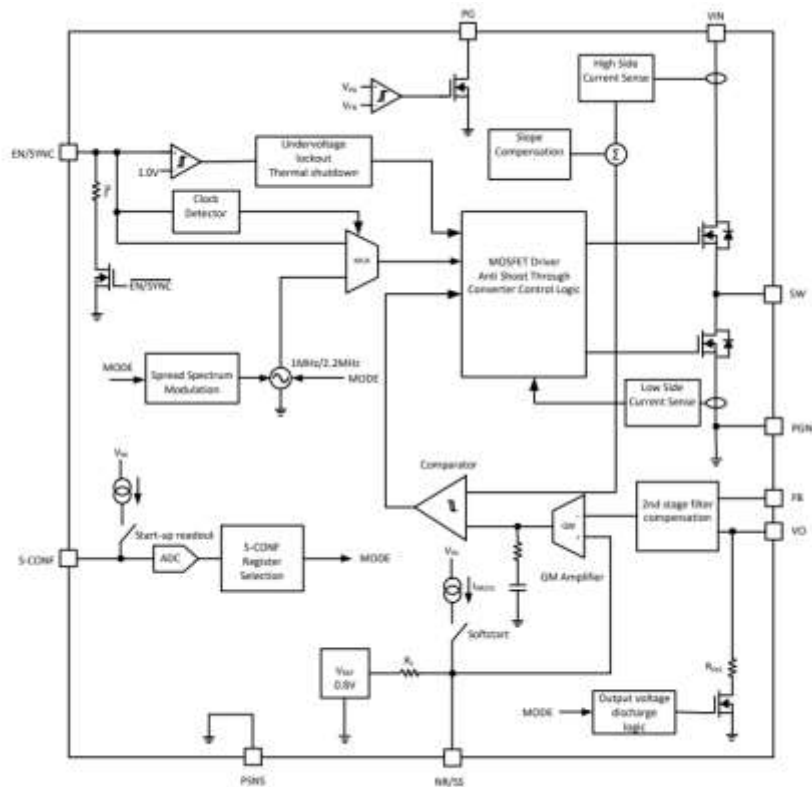 PG
VIN
High Side
Current Sense
Slope
Compensation
Σ
EN/SYNC
1.0V
Undervoltage
lockout
Thermal shutdown
Clock
Detector
MOSFET Driver
Anti Shoot Through
Converter Control Logic
EN/SYNC
SW
1MHz/2.2MHz
MODE
Spread Spectrum
Modulation
MODE
Low Side
Current Sense
PGN
Comparator
FB
2nd stage filter
compensation
VO
GM
GM Amplifier
Start-up readout
S-CONF
ADC
S-CONF
Register
Selection
MODE
Softstart
0.8V
MODE
Output voltage
discharge
logic
PSNS
NR/SS